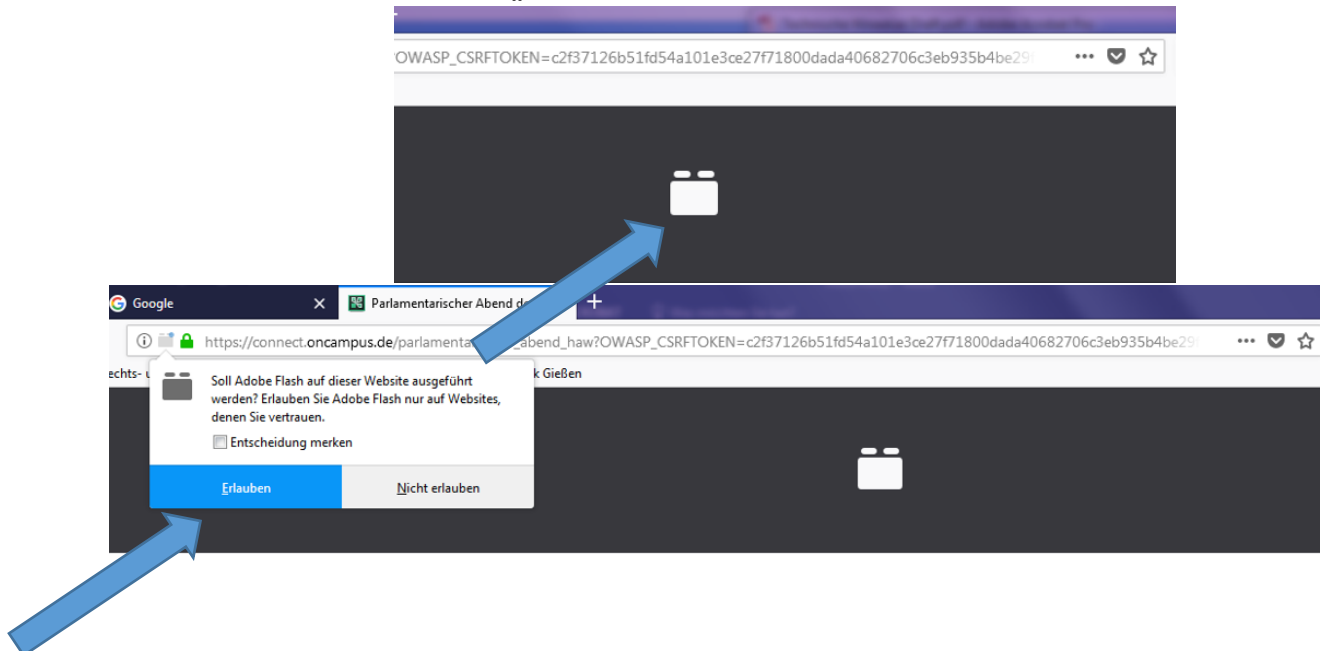 ?OWASP_CSRFTOKEN=c2f37126b51fd54a101e3ce27f71800dada40682706c3eb935b4be29
Google
Parlamentarischer Abend de
https://connect.oncampus.de/parlamenta abend_haw?OWASP_CSRFTOKEN=c2f37126b51fd54a101e3ce27f71800dada40682706c3eb935b4be29
echts- u k Gießen
Soll Adobe Flash auf dieser Website ausgeführt
werden? Erlauben Sie Adobe Flash nur auf Websites,
denen Sie vertrauen.
Entscheidung merken
Erlauben Nicht erlauben